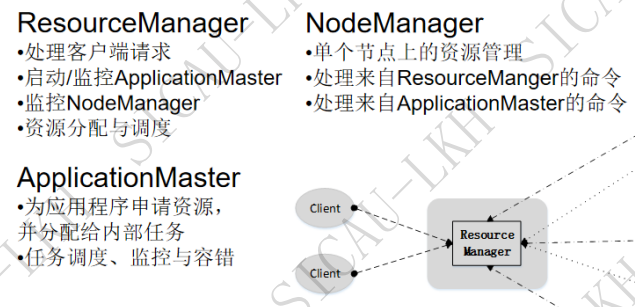 ResourceManager
•处理客户端请求
•启动/监控ApplicationMaster
•监控NodeManager
•资源分配与调度
NodeManager
•单个节点上的资源管理
•处理来自ResourceManger的命令
•处理来自ApplicationMaster的命令
ApplicationMaster
•为应用程序申请资源，
并分配给内部任务
•任务调度、监控与容错
Client
Client
Resource
Manager
SICAU-LKH